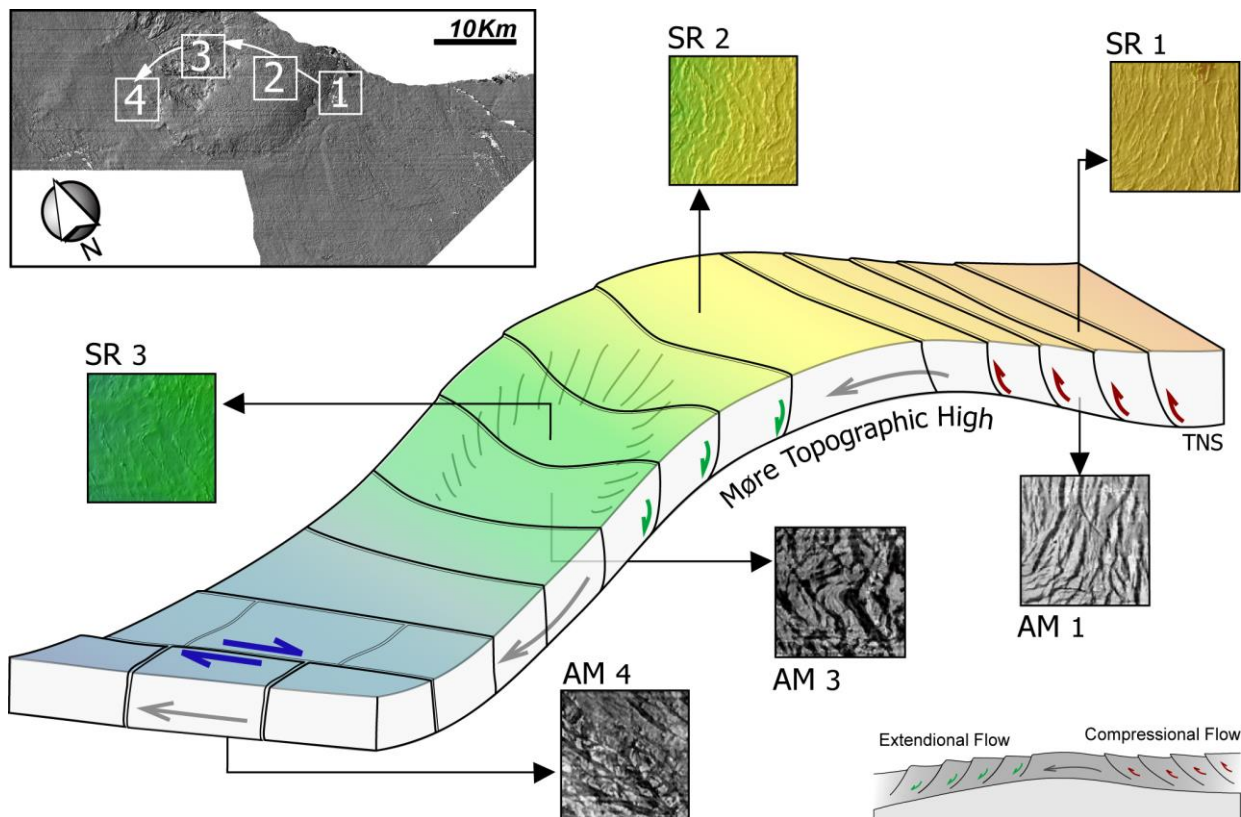 10Km
3
2
1
4
N
SR 2
SR 1
SR 3
Møre Topographic High
TNS
AM 1
AM 3
AM 4
Extendional Flow
Compressional Flow